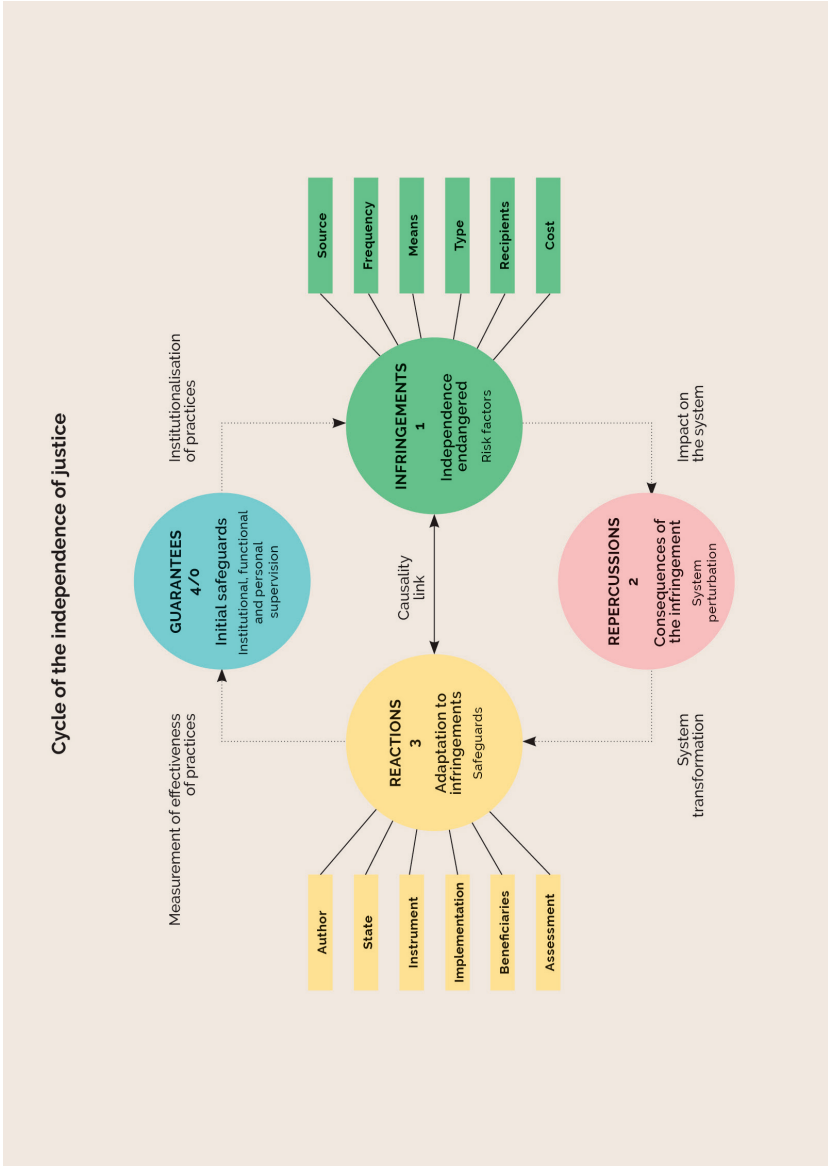 Cycle of the independence of justice
Measurement of effectiveness
of practices
Institutionalisation
of practices
GUARANTEES
4/0
Initial safeguards
Institutional, functional
and personal
supervision
Author
State
Instrument
Implementation
Beneficiaries
Assessment
REACTIONS
3
Adaptation to
infringements
Safeguards
Causality
link
INFRINGEMENTS
1
Independence
endangered
Risk factors
Source
Frequency
Means
Type
Recipients
Cost
REPERCUSSIONS
2
Consequences of
the infringement
System
perturbation
System
transformation
Impact on
the system